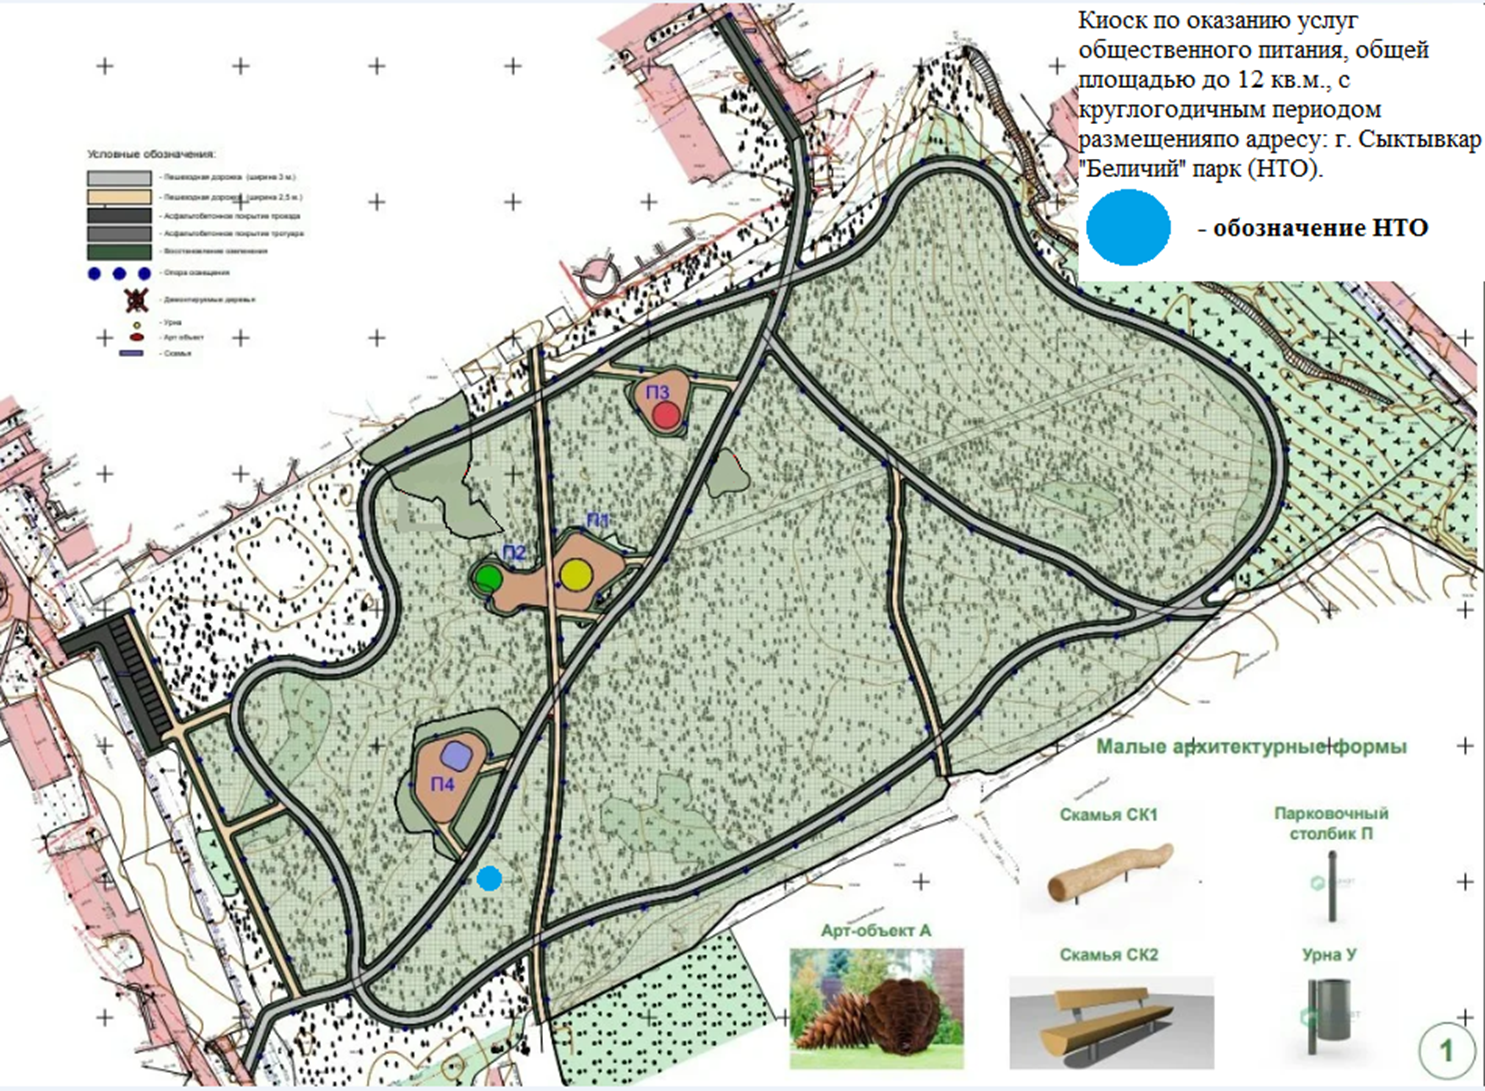 Киоск по оказанию услуг
общественного питания, общей
площадью до 12 кв.м., с
круглогодичным периодом
размещенияпо адресу: г. Сыктывкар
"Беличий" парк (НТО).
- обозначение НТО
Условные обозначения:
- Пешеходная дорожка (ширина 3 м.)
- Пешеходная дорожка (ширина 2,5 м.)
- Асфальтобетонное покрытие проезда
- Асфальтобетонное покрытие тротуара
- Восстановление озеленения
- Опора освещения
- Демонтируемые деревья
- Урна
- Арт объект
- Скамья
П3
П1
П2
П4
Малые архитектурные формы
Скамья СК1
Парковочный
столбик П
Арт-объект А
Скамья СК2
Урна У
1